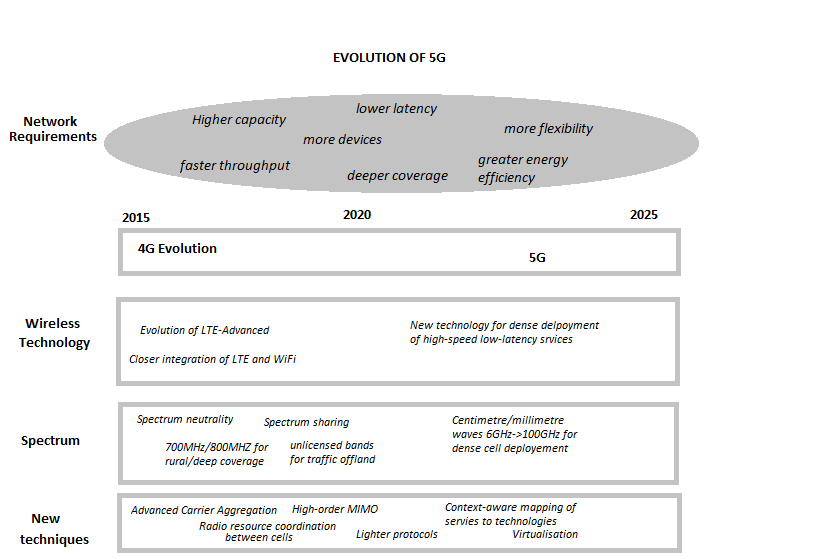 EVOLUTION OF 5G
Network
Requirements
Higher capacity
lower latency
more devices
more flexibility
faster throughput
deeper coverage
greater energy
efficiency
2015
2020
2025
4G Evolution
5G
Wireless
Technology
Evolution of LTE-Advanced
Closer integration of LTE and WiFi
New technology for dense delpoyment
of high-speed low-latency srvices
Spectrum
Spectrum neutrality
Spectrum sharing
700MHz/800MHZ for
rural/deep coverage
unlicensed bands
for traffic offland
Centimetre/millimetre
waves 6GHz->100GHz for
dense cell deployement
New
techniques
Advanced Carrier Aggregation
High-order MIMO
Radio resource coordination
between cells
Lighter protocols
Context-aware mapping of
servies to technologies
Virtualisation